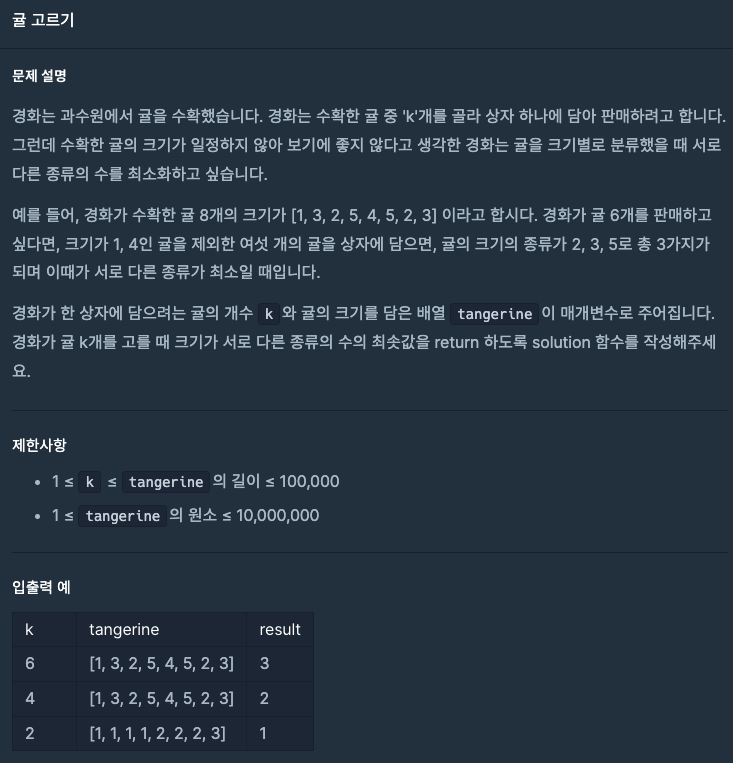 귤 고르기
문제 설명
경화는 과수원에서 귤을 수확했습니다. 경화는 수확한 귤 중 'k'개를 골라 상자 하나에 담아 판매하려고 합니다.
그런데 수확한 귤의 크기가 일정하지 않아 보기에 좋지 않다고 생각한 경화는 귤을 크기별로 분류했을 때 서로
다른 종류의 수를 최소화하고 싶습니다.
예를 들어, 경화가 수확한 귤 8개의 크기가 [1, 3, 2, 5, 4, 5, 2, 3] 이라고 합시다. 경화가 귤 6개를 판매하고
싶다면, 크기가 1, 4인 귤을 제외한 여섯 개의 귤을 상자에 담으면, 귤의 크기의 종류가 2, 3, 5로 총 3가지가
되며 이때가 서로 다른 종류가 최소일 때입니다.
경화가 한 상자에 담으려는 귤의 개수 k 와 귤의 크기를 담은 배열 tangerine 이 매개변수로 주어집니다.
경화가 귤 k개를 고를 때 크기가 서로 다른 종류의 수의 최솟값을 return 하도록 solution 함수를 작성해주세
요.
제한사항
• 1 ≤ k ≤ tangerine 의 길이 ≤ 100,000
• 1 ≤ tangerine 의 원소 ≤ 10,000,000
입출력 예
k tangerine result
6 [1, 3, 2, 5, 4, 5, 2, 3] 3
4 [1, 3, 2, 5, 4, 5, 2, 3] 2
2 [1, 1, 1, 1, 2, 2, 2, 3] 1